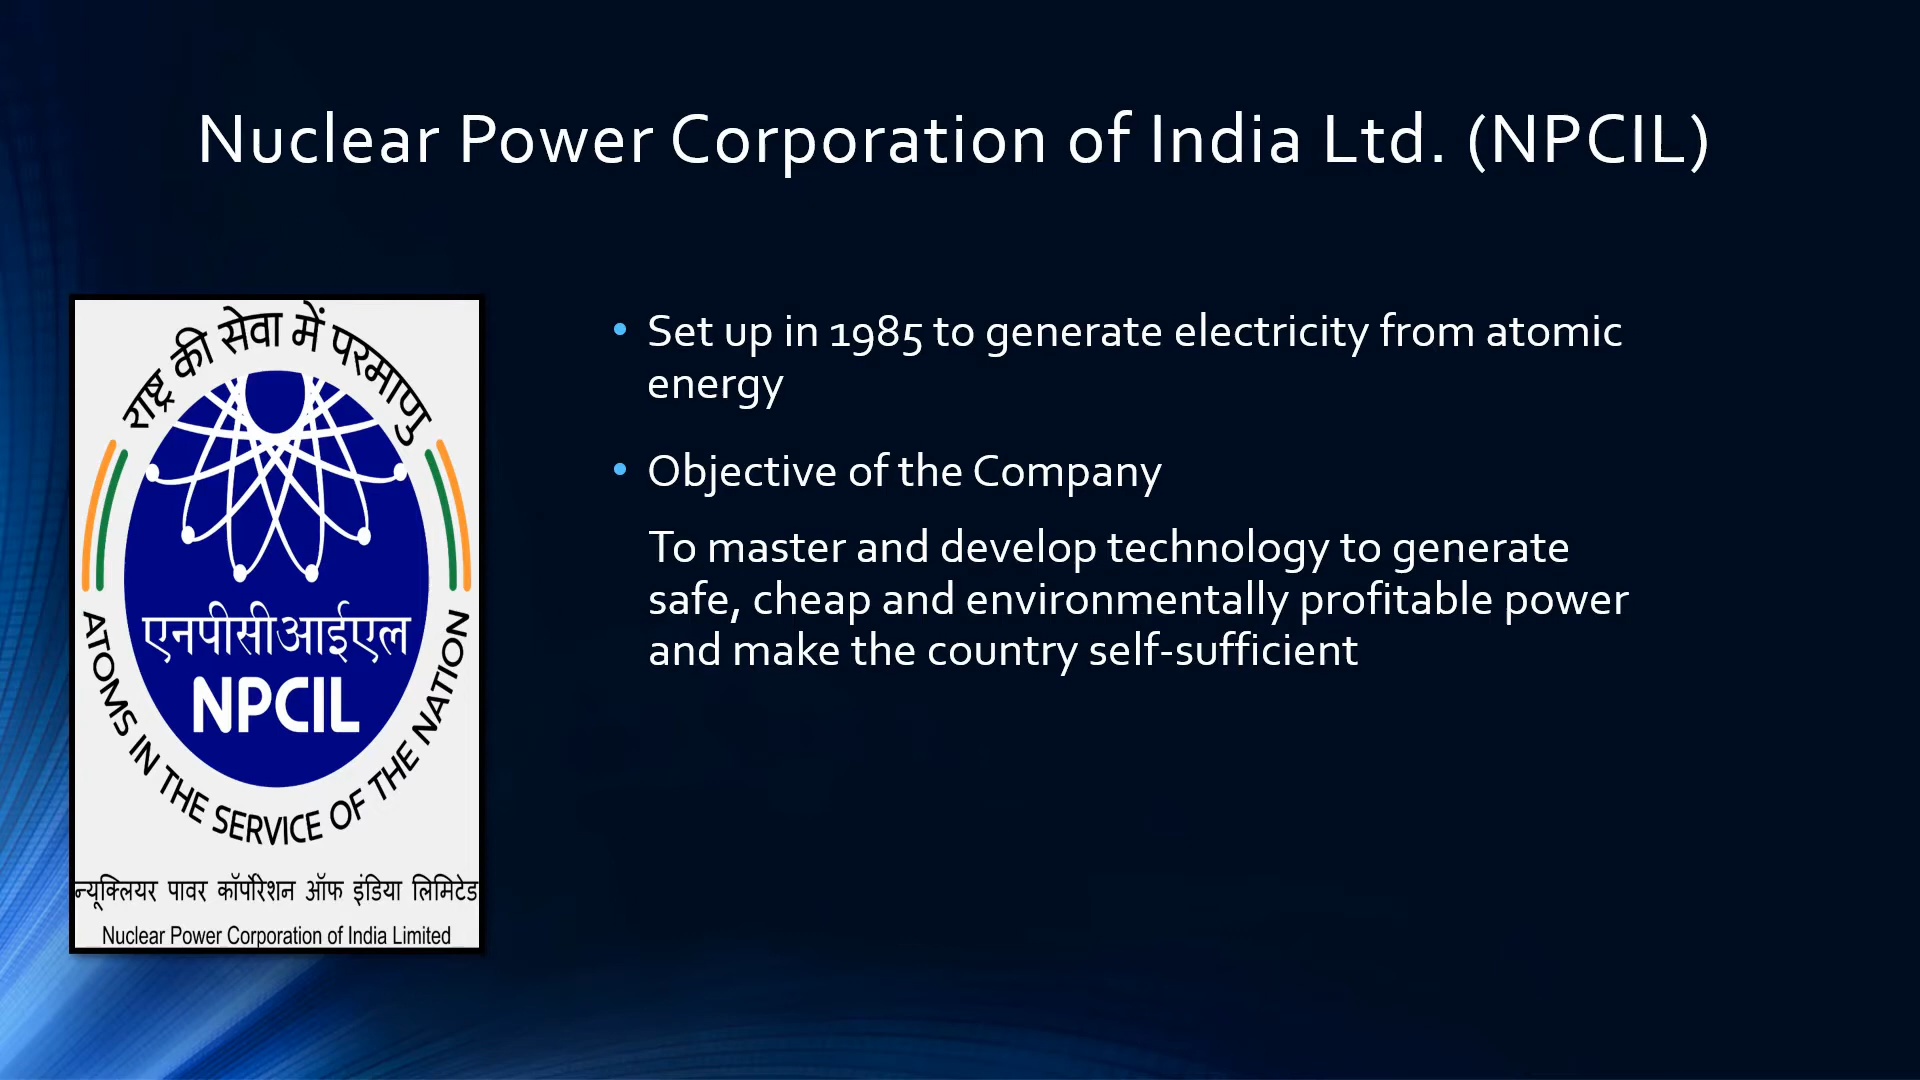 Nuclear Power Corporation of India Ltd. (NPCIL)
राष्ट्र की सेवा में परमाणु
एनपीसीआईएल
NPCIL
ATOMS IN THE SERVICE OF THE NATION
न्यूक्लियर पावर कॉर्पोरेशन ऑफ इंडिया लिमिटेड
Nuclear Power Corporation of India Limited
• Set up in 1985 to generate electricity from atomic
energy
• Objective of the Company
To master and develop technology to generate
safe, cheap and environmentally profitable power
and make the country self-sufficient